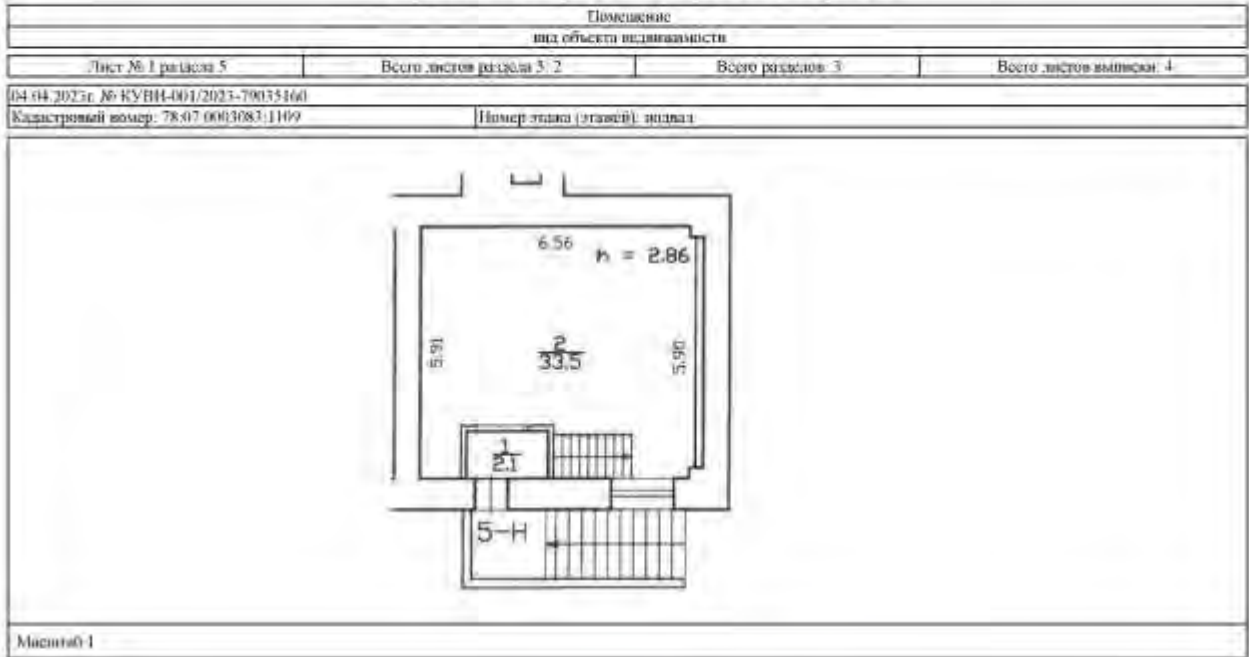 Помещение
вид объекта недвижимости
Лист № 1 раздела 5 Всего листов раздела 5: 2 Всего разделов: 3 Всего листов выписки: 4
04.04.2023г. № КУВИ-001/2023-79035160
Кадастровый номер: 78:07:0003083:1109 Номер этажа (этажей): подвал
6.56
h = 2.86
5.91
2
33.5
5.90
1
2.1
5-Н
Масштаб 1